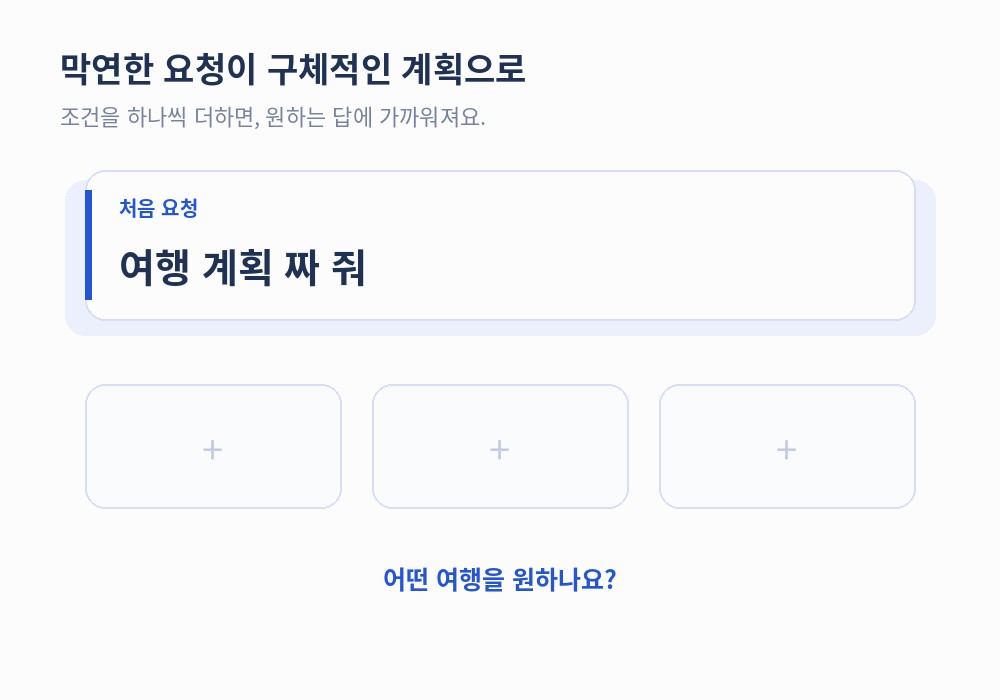 막연한 요청이 구체적인 계획으로
조건을 하나씩 더하면, 원하는 답에 가까워져요.
처음 요청
여행 계획 짜 줘
+ + +
어떤 여행을 원하나요?